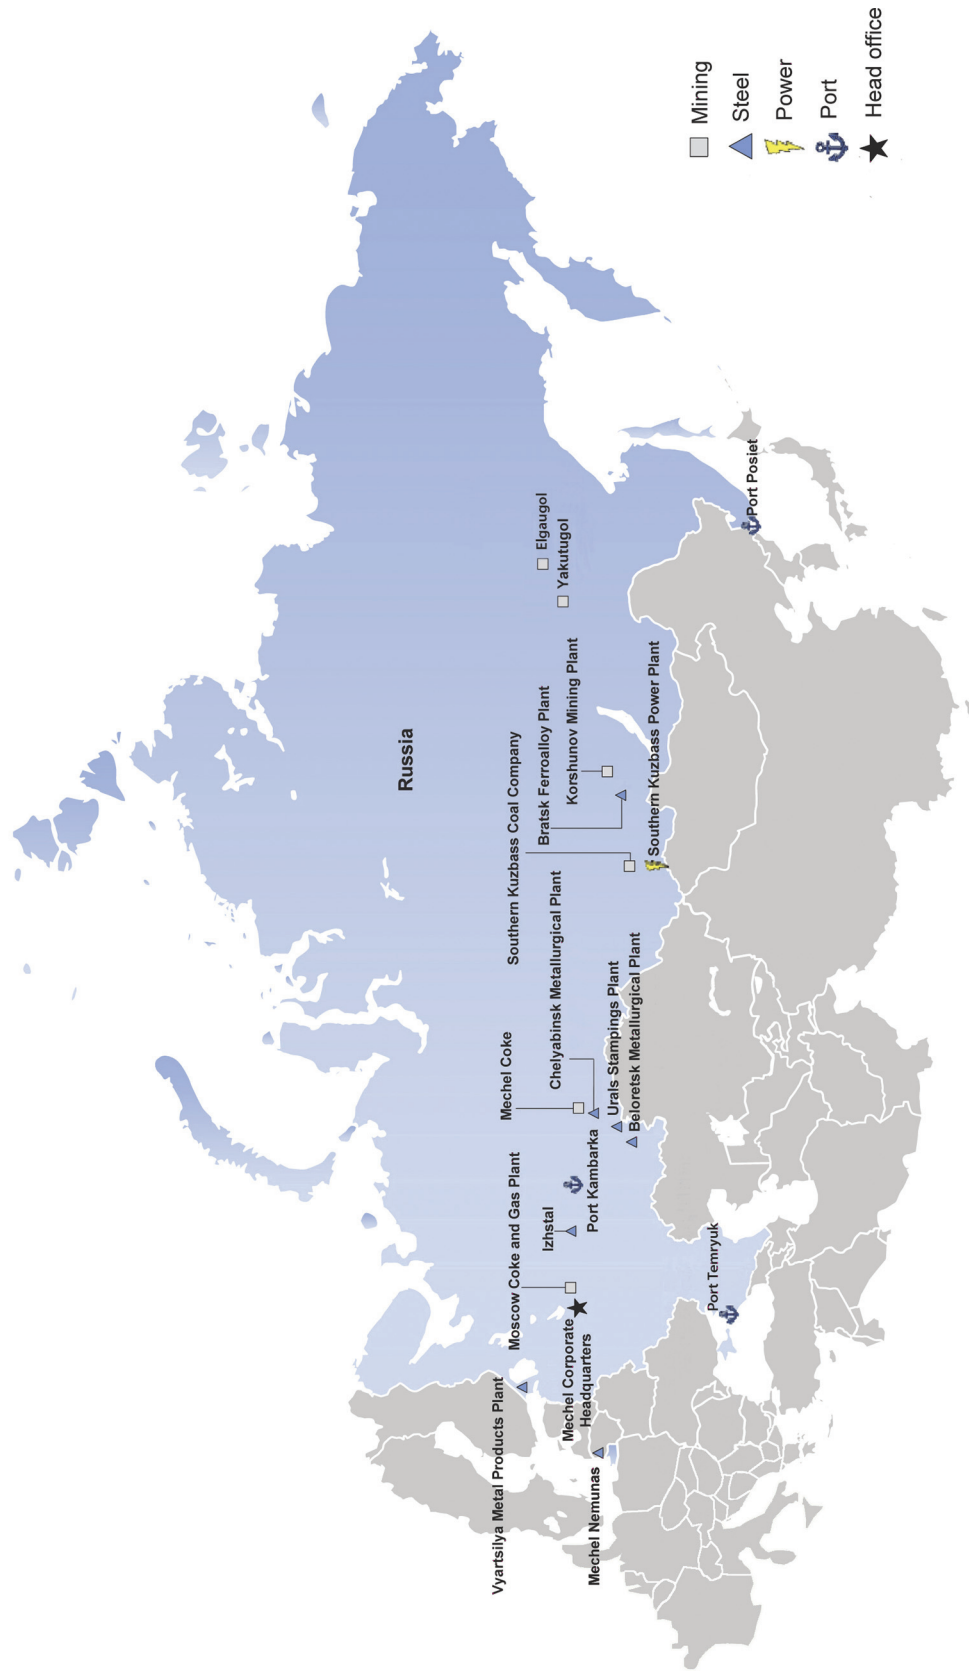 Russia
Vyartsilya Metal Products Plant
Mechel Nemunas
Mechel Corporate
Headquarters
Moscow Coke and Gas Plant
Izhstal
Port Kambarka
Port Temryuk
Mechel Coke
Chelyabinsk Metallurgical Plant
Urals Stampings Plant
Beloretsk Metallurgical Plant
Southern Kuzbass Coal Company
Bratsk Ferroalloy Plant
Korshunov Mining Plant
Southern Kuzbass Power Plant
Elgaugol
Yakutugol
Port Posiet
Mining
Steel
Power
Port
Head office